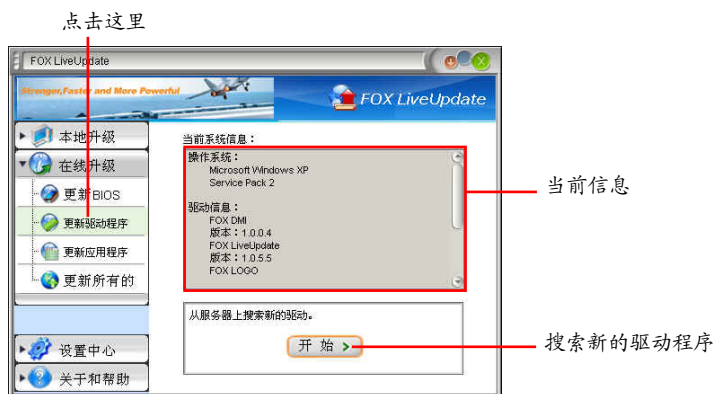 点击这里
FOX LiveUpdate
Stronger,Faster and More Powerful
FOX LiveUpdate
本地升级
在线升级
更新BIOS
更新驱动程序
更新应用程序
更新所有的
设置中心
关于和帮助
当前系统信息：
操作系统：
Microsoft Windows XP
Service Pack 2
驱动信息：
FOX DMI
版本：1.0.0.4
FOX LiveUpdate
版本：1.0.5.5
FOX LOGO
当前信息
从服务器上搜索新的驱动。
开 始
搜索新的驱动程序